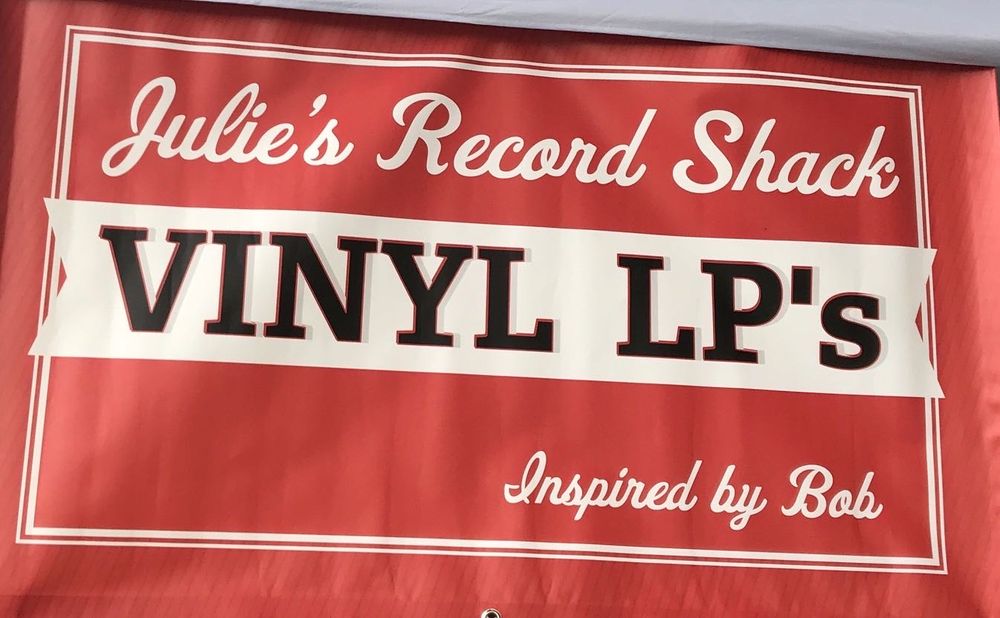 Julie's Record Shack
VINYL LP's
Inspired by Bob